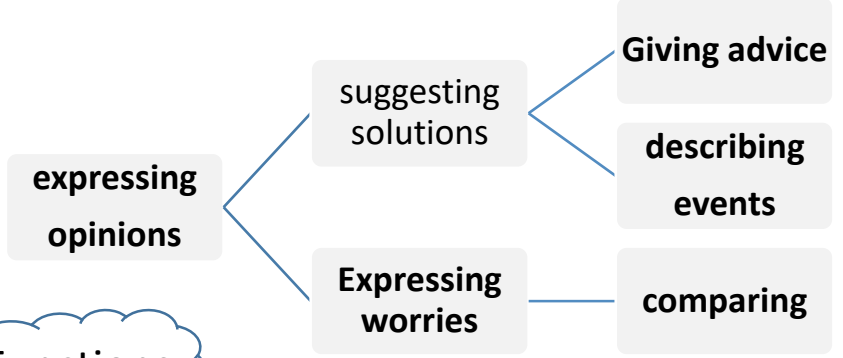 Giving advice
suggesting
solutions
describing
events
expressing
opinions
Expressing
worries
comparing